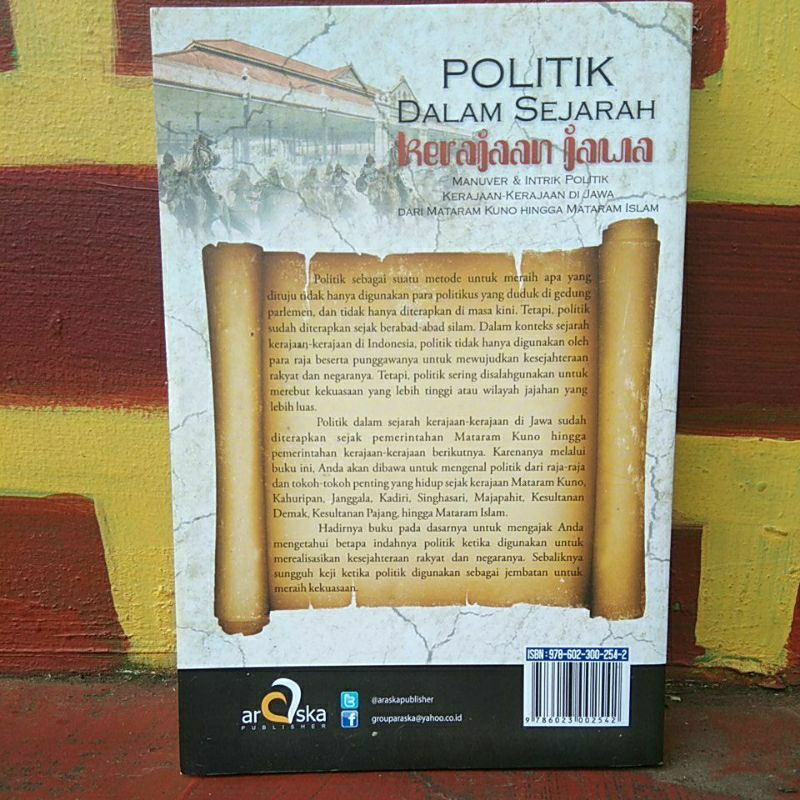 POLITIK
DALAM SEJARAH
kerajaan jawa
MANUVER & INTRIK POLITIK
KERAJAAN-KERAJAAN DI JAWA
DARI MATARAM KUNO HINGGA MATARAM ISLAM
Politik sebagai suatu metode untuk meraih apa yang
dituju tidak hanya digunakan para politikus yang duduk di gedung
parlemen, dan tidak hanya diterapkan di masa kini. Tetapi, politik
sudah diterapkan sejak berabad-abad silam. Dalam konteks sejarah
kerajaan-kerajaan di Indonesia, politik tidak hanya digunakan oleh
para raja beserta punggawanya untuk mewujudkan kesejahteraan
rakyat dan negaranya. Tetapi, politik sering disalahgunakan untuk
merebut kekuasaan yang lebih tinggi atau wilayah jajahan yang
lebih luas.
Politik dalam sejarah kerajaan-kerajaan di Jawa sudah
diterapkan sejak pemerintahan Mataram Kuno hingga
pemerintahan kerajaan-kerajaan berikutnya. Karenanya melalui
buku ini, Anda akan dibawa untuk mengenal politik dari raja-raja
dan tokoh-tokoh penting yang hidup sejak kerajaan Mataram Kuno,
Kahuripan, Janggala, Kadiri, Singhasari, Majapahit, Kesultanan
Demak, Kesultanan Pajang, hingga Mataram Islam.
Hadirnya buku pada dasarnya untuk mengajak Anda
mengetahui betapa indahnya politik ketika digunakan untuk
merealisasikan kesejahteraan rakyat dan negaranya. Sebaliknya
sungguh keji ketika politik digunakan sebagai jembatan untuk
meraih kekuasaan.
ISBN : 978-602-300-254-2
9 786023 002542
araska
PUBLISHER
@araskapublisher
grouparaska@yahoo.co.id